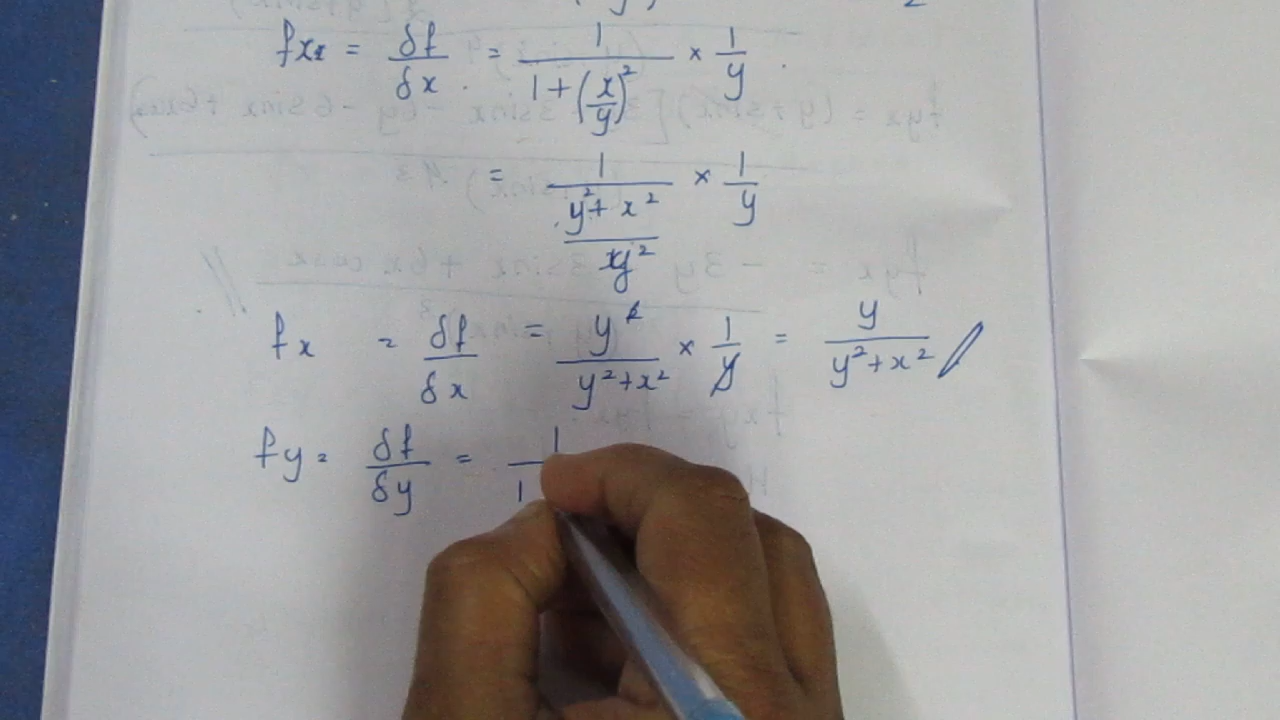 fx = δf/δx = 1/(1+(x/y)²) × 1/y
= 1/((y²+x²)/y²) × 1/y
fx = δf/δx = y²/(y²+x²) × 1/y = y/(y²+x²)
fy = δf/δy = 1/1